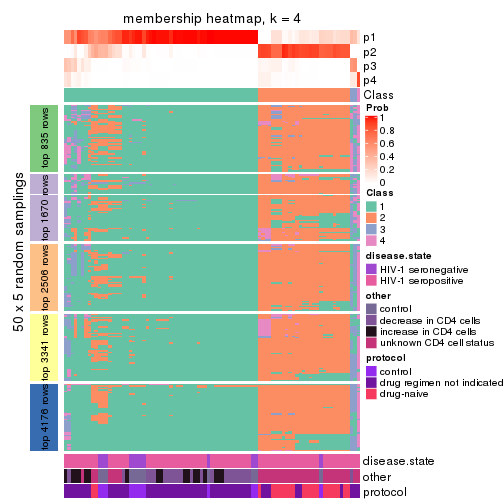 membership heatmap, k = 4
p1
p2
p3
p4
Class
50 x 5 random samplings
top 835 rows
top 1670 rows
top 2506 rows
top 3341 rows
top 4176 rows
Prob
1
0.8
0.6
0.4
0.2
0
Class
1
2
3
4
disease.state
HIV-1 seronegative
HIV-1 seropositive
other
control
decrease in CD4 cells
increase in CD4 cells
unknown CD4 cell status
protocol
control
drug regimen not indicated
drug-naive
disease.state
other
protocol